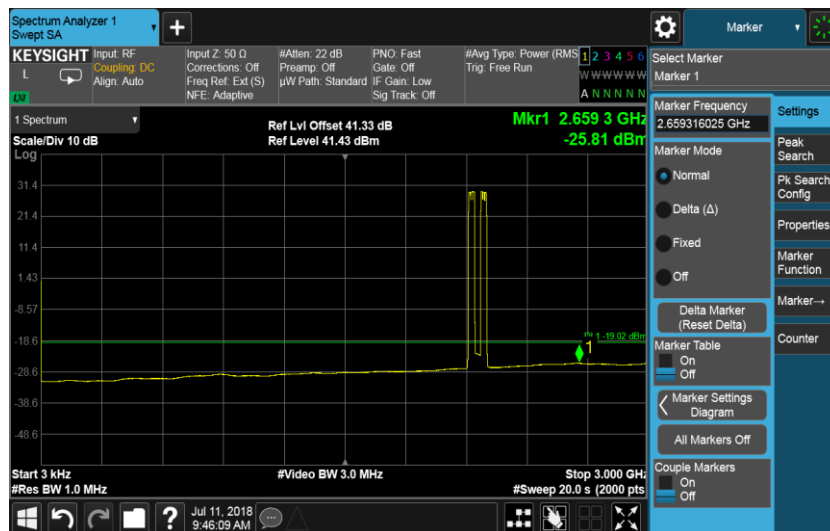 Spectrum Analyzer 1
Swept SA
+
Marker
KEYSIGHT
L
LXI
Input: RF
Coupling: DC
Align: Auto
Input Z: 50 Ω
Corrections: Off
Freq Ref: Ext (S)
NFE: Adaptive
#Atten: 22 dB
Preamp: Off
µW Path: Standard
PNO: Fast
Gate: Off
IF Gain: Low
Sig Track: Off
#Avg Type: Power (RMS
Trig: Free Run
1 2 3 4 5 6
W W W W W W
A N N N N N
Select Marker
Marker 1
1 Spectrum
Scale/Div 10 dB
Log
Ref Lvl Offset 41.33 dB
Ref Level 41.43 dBm
Mkr1 2.659 3 GHz
-25.81 dBm
31.4
21.4
11.4
1.43
-8.57
-18.6
-28.6
-38.6
-48.6
DL1 -19.02 dBm
1
Start 3 kHz
#Res BW 1.0 MHz
#Video BW 3.0 MHz
Stop 3.000 GHz
#Sweep 20.0 s (2000 pts
Marker Frequency
2.659316025 GHz
Marker Mode
Normal
Delta (Δ)
Fixed
Off
Delta Marker
(Reset Delta)
Marker Table
On
Off
Marker Settings
Diagram
All Markers Off
Couple Markers
On
Off
Settings
Peak
Search
Pk Search
Config
Properties
Marker
Function
Marker→
Counter
?
Jul 11, 2018
9:46:09 AM